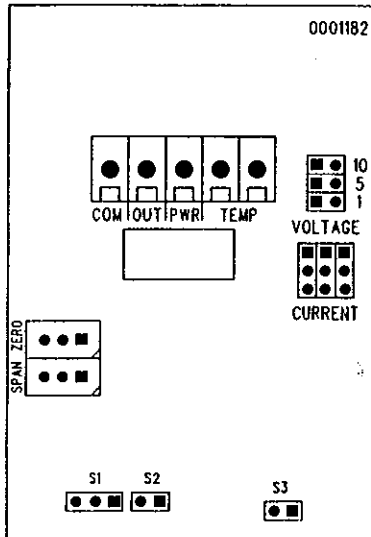 0001182
10
5
1
COM OUT PWR TEMP
VOLTAGE
CURRENT
ZERO
SPAN
S1 S2
S3